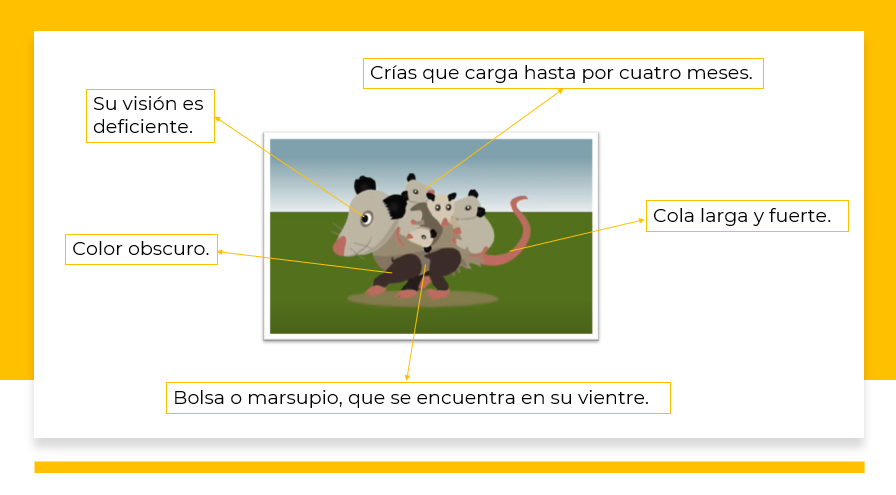 Crías que carga hasta por cuatro meses.
Su visión es
deficiente.
Cola larga y fuerte.
Color obscuro.
Bolsa o marsupio, que se encuentra en su vientre.